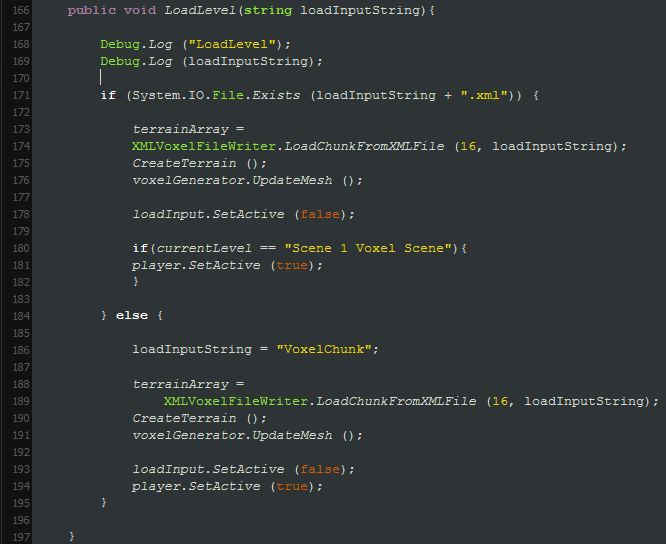 166 public void LoadLevel(string loadInputString){
167
168 Debug.Log ("LoadLevel");
169 Debug.Log (loadInputString);
170
171 if (System.IO.File.Exists (loadInputString + ".xml")) {
172
173 terrainArray =
174 XMLVoxelFileWriter.LoadChunkFromXMLFile (16, loadInputString);
175 CreateTerrain ();
176 voxelGenerator.UpdateMesh ();
177
178 loadInput.SetActive (false);
179
180 if(currentLevel == "Scene 1 Voxel Scene"){
181 player.SetActive (true);
182 }
183
184 } else {
185
186 loadInputString = "VoxelChunk";
187
188 terrainArray =
189 XMLVoxelFileWriter.LoadChunkFromXMLFile (16, loadInputString);
190 CreateTerrain ();
191 voxelGenerator.UpdateMesh ();
192
193 loadInput.SetActive (false);
194 player.SetActive (true);
195 }
196
197 }